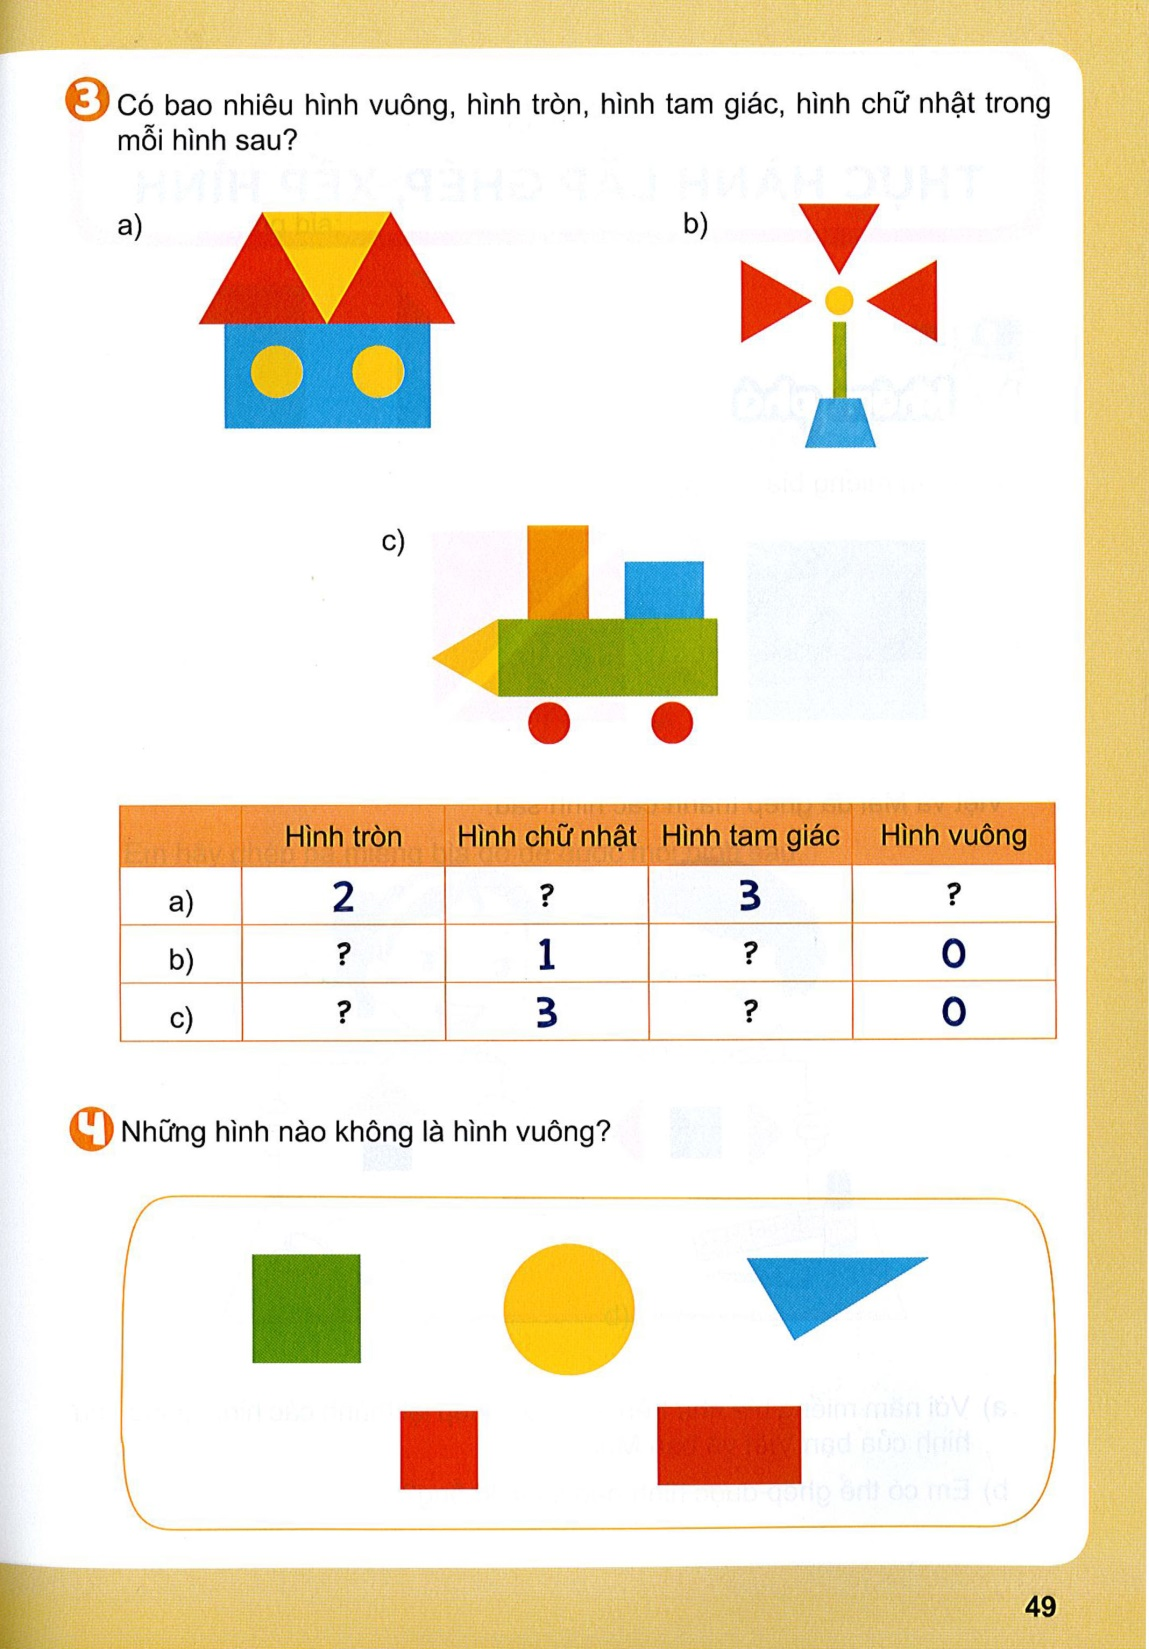 3 Có bao nhiêu hình vuông, hình tròn, hình tam giác, hình chữ nhật trong
mỗi hình sau?
a)
b)
c)
Hình tròn Hình chữ nhật Hình tam giác Hình vuông
a) 2 ? 3 ?
b) ? 1 ? 0
c) ? 3 ? 0
4 Những hình nào không là hình vuông?
49